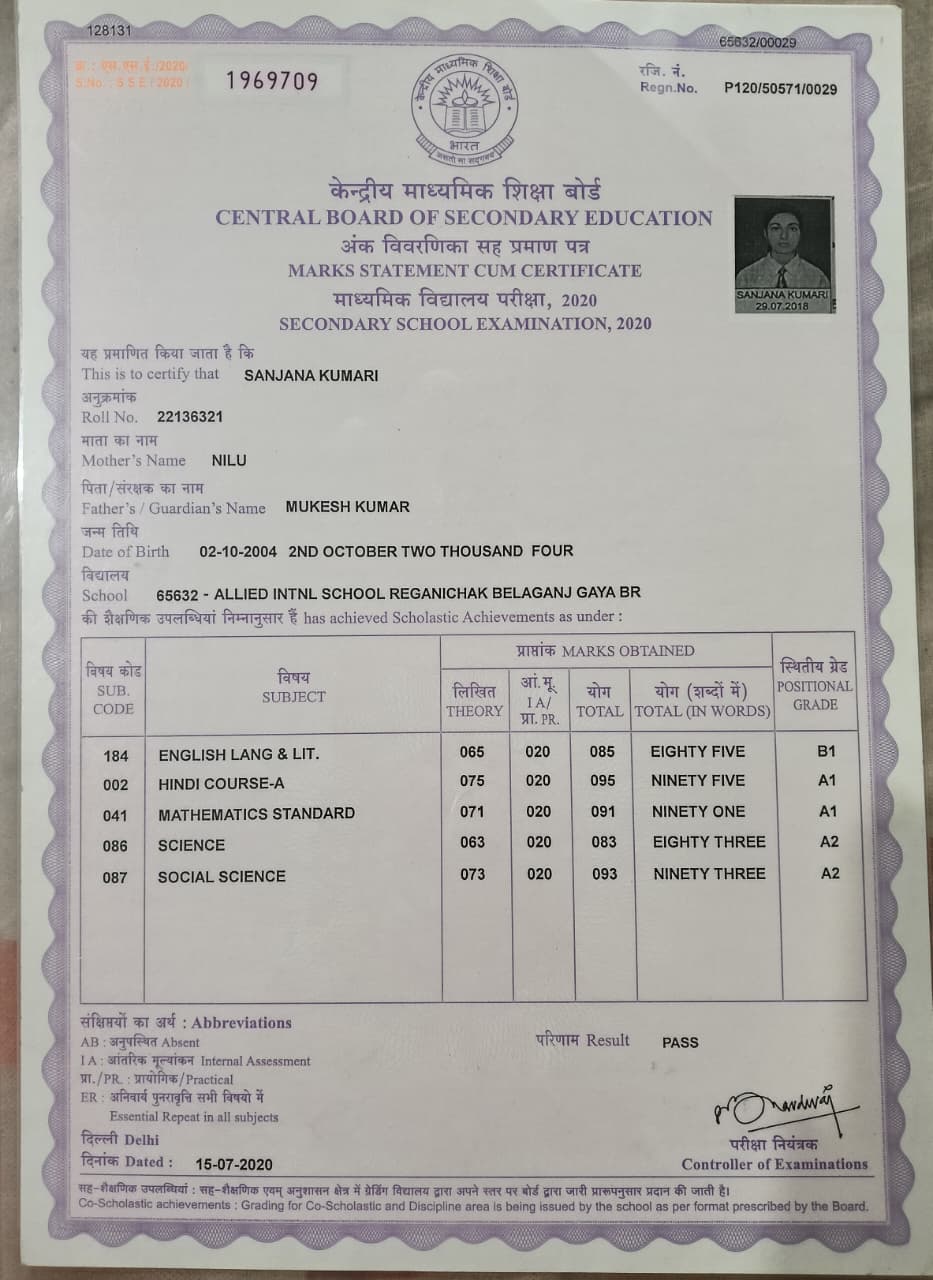 128131
65632/00029
क्र.: एस.एस.ई./2020/
S.No. : S S E / 2020 /
1969709
रजि. नं.
Regn.No. P120/50571/0029
केन्द्रीय माध्यमिक शिक्षा बोर्ड
भारत
असतो मा सद्गमय
केन्द्रीय माध्यमिक शिक्षा बोर्ड
CENTRAL BOARD OF SECONDARY EDUCATION
अंक विवरणिका सह प्रमाण पत्र
MARKS STATEMENT CUM CERTIFICATE
माध्यमिक विद्यालय परीक्षा, 2020
SECONDARY SCHOOL EXAMINATION, 2020
SANJANA KUMARI
29.07.2018
यह प्रमाणित किया जाता है कि
This is to certify that SANJANA KUMARI
अनुक्रमांक
Roll No. 22136321
माता का नाम
Mother's Name NILU
पिता/संरक्षक का नाम
Father's / Guardian's Name MUKESH KUMAR
जन्म तिथि
Date of Birth 02-10-2004 2ND OCTOBER TWO THOUSAND FOUR
विद्यालय
School 65632 - ALLIED INTNL SCHOOL REGANICHAK BELAGANJ GAYA BR
की शैक्षणिक उपलब्धियां निम्नानुसार हैं has achieved Scholastic Achievements as under :
विषय कोड
SUB.
CODE
विषय
SUBJECT
प्राप्तांक MARKS OBTAINED
लिखित
THEORY
आं.मू.
I A/
प्रा. PR.
योग
TOTAL
योग (शब्दों में)
TOTAL (IN WORDS)
स्थितीय ग्रेड
POSITIONAL
GRADE
184 ENGLISH LANG & LIT. 065 020 085 EIGHTY FIVE B1
002 HINDI COURSE-A 075 020 095 NINETY FIVE A1
041 MATHEMATICS STANDARD 071 020 091 NINETY ONE A1
086 SCIENCE 063 020 083 EIGHTY THREE A2
087 SOCIAL SCIENCE 073 020 093 NINETY THREE A2
संक्षिप्तयों का अर्थ : Abbreviations
AB : अनुपस्थित Absent
I A : आंतरिक मूल्यांकन Internal Assessment
प्रा./PR. : प्रायोगिक/Practical
ER : अनिवार्य पुनरावृत्ति सभी विषयो में
Essential Repeat in all subjects
परिणाम Result PASS
दिल्ली Delhi
दिनांक Dated : 15-07-2020
परीक्षा नियंत्रक
Controller of Examinations
सह-शैक्षणिक उपलब्धियां : सह-शैक्षणिक एवम् अनुशासन क्षेत्र में ग्रेडिंग विद्यालय द्वारा अपने स्तर पर बोर्ड द्वारा जारी प्रारूपनुसार प्रदान की जाती है।
Co-Scholastic achievements : Grading for Co-Scholastic and Discipline area is being issued by the school as per format prescribed by the Board.